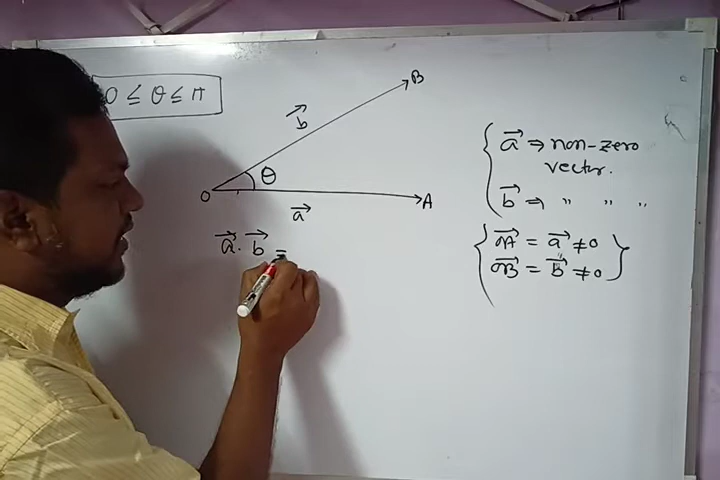 0 ≤ θ ≤ π
B
b⃗
θ
O
A
a⃗
a⃗ . b⃗ =
a⃗ ⇒ non-zero
vector.
b⃗ ⇒ " " "
OA⃗ = a⃗ ≠ 0
OB⃗ = b⃗ ≠ 0